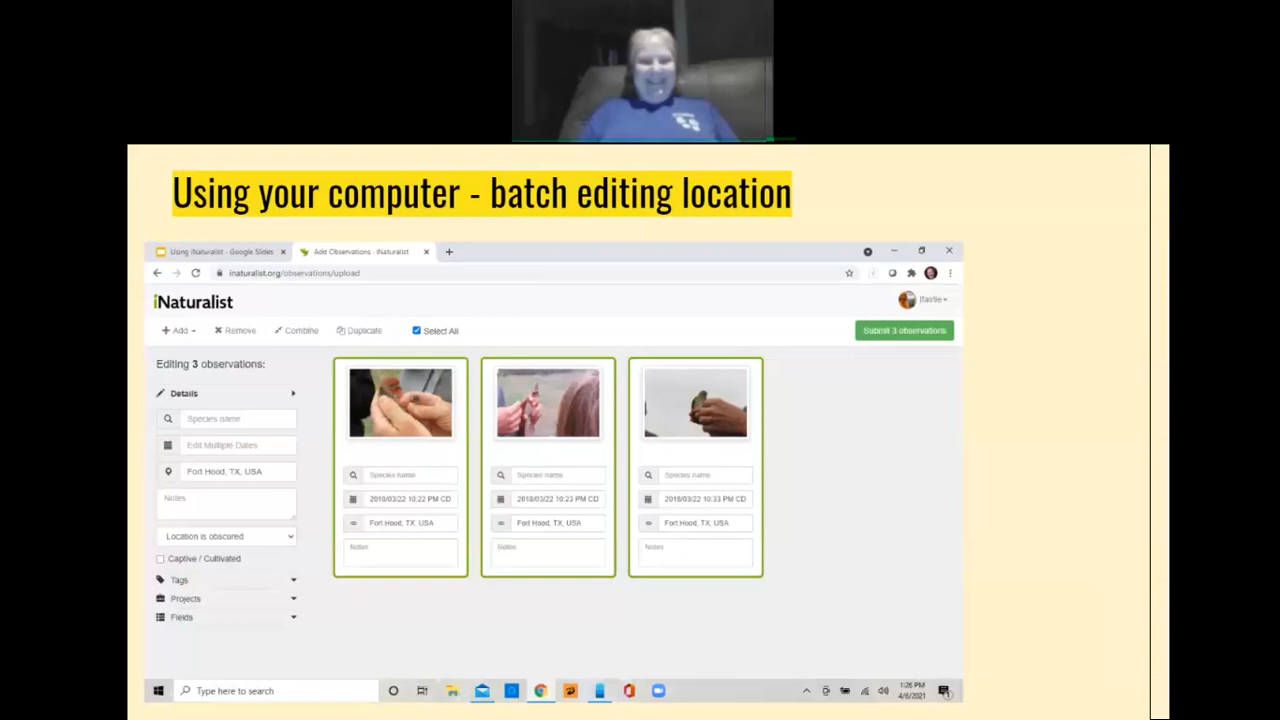 Using your computer - batch editing location
Using iNaturalist - Google Slides
Add Observations - iNaturalist
inaturalist.org/observations/upload
iNaturalist
Add
Remove
Combine
Duplicate
Select All
Submit 3 observations
Editing 3 observations:
Details
Species name
Edit Multiple Dates
Fort Hood, TX, USA
Notes
Location is obscured
Captive / Cultivated
Tags
Projects
Fields
Species name
2018/03/22 10:22 PM CD
Fort Hood, TX, USA
Notes
Species name
2018/03/22 10:23 PM CD
Fort Hood, TX, USA
Notes
Species name
2018/03/22 10:33 PM CD
Fort Hood, TX, USA
Notes
Type here to search
1:26 PM
4/6/2021